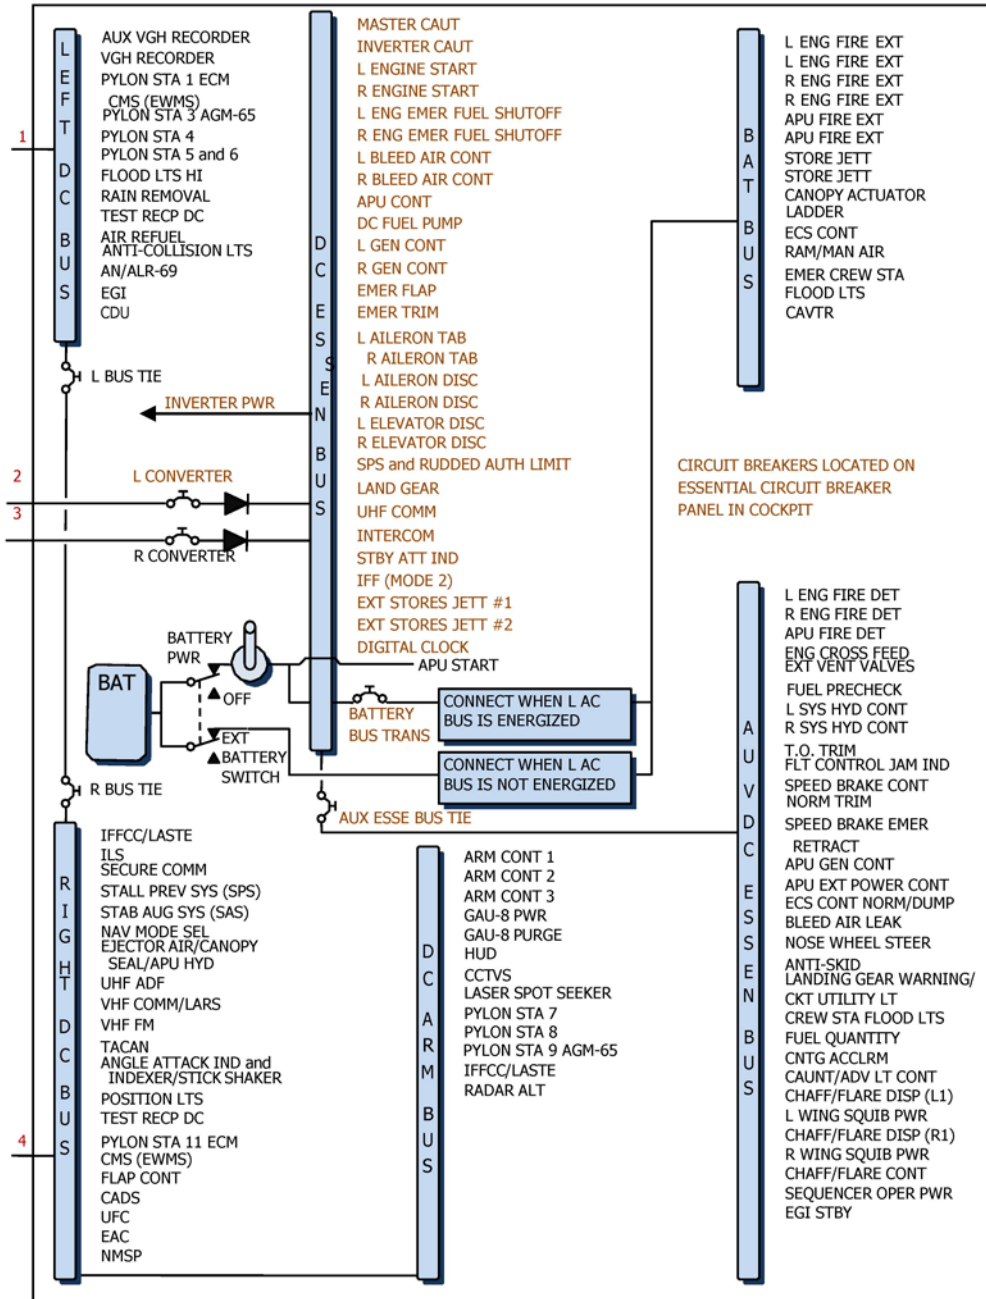 LEFT DC BUS
AUX VGH RECORDER
VGH RECORDER
PYLON STA 1 ECM
CMS (EWMS)
PYLON STA 3 AGM-65
PYLON STA 4
PYLON STA 5 and 6
FLOOD LTS HI
RAIN REMOVAL
TEST RECP DC
AIR REFUEL
ANTI-COLLISION LTS
AN/ALR-69
EGI
CDU
1
L BUS TIE
INVERTER PWR
2
L CONVERTER
3
R CONVERTER
DC ESSEN BUS
MASTER CAUT
INVERTER CAUT
L ENGINE START
R ENGINE START
L ENG EMER FUEL SHUTOFF
R ENG EMER FUEL SHUTOFF
L BLEED AIR CONT
R BLEED AIR CONT
APU CONT
DC FUEL PUMP
L GEN CONT
R GEN CONT
EMER FLAP
EMER TRIM
L AILERON TAB
R AILERON TAB
L AILERON DISC
R AILERON DISC
L ELEVATOR DISC
R ELEVATOR DISC
SPS and RUDDED AUTH LIMIT
LAND GEAR
UHF COMM
INTERCOM
STBY ATT IND
IFF (MODE 2)
EXT STORES JETT #1
EXT STORES JETT #2
DIGITAL CLOCK
APU START
BAT BUS
L ENG FIRE EXT
L ENG FIRE EXT
R ENG FIRE EXT
R ENG FIRE EXT
APU FIRE EXT
APU FIRE EXT
STORE JETT
STORE JETT
CANOPY ACTUATOR
LADDER
ECS CONT
RAM/MAN AIR
EMER CREW STA
FLOOD LTS
CAVTR
CIRCUIT BREAKERS LOCATED ON
ESSENTIAL CIRCUIT BREAKER
PANEL IN COCKPIT
BATTERY
PWR
BAT
OFF
EXT
BATTERY
SWITCH
BATTERY
BUS TRANS
CONNECT WHEN L AC
BUS IS ENERGIZED
CONNECT WHEN L AC
BUS IS NOT ENERGIZED
R BUS TIE
AUX ESSE BUS TIE
RIGHT DC BUS
IFFCC/LASTE
ILS
SECURE COMM
STALL PREV SYS (SPS)
STAB AUG SYS (SAS)
NAV MODE SEL
EJECTOR AIR/CANOPY
SEAL/APU HYD
UHF ADF
VHF COMM/LARS
VHF FM
TACAN
ANGLE ATTACK IND and
INDEXER/STICK SHAKER
POSITION LTS
TEST RECP DC
PYLON STA 11 ECM
CMS (EWMS)
FLAP CONT
CADS
UFC
EAC
NMSP
4
DC ARM BUS
ARM CONT 1
ARM CONT 2
ARM CONT 3
GAU-8 PWR
GAU-8 PURGE
HUD
CCTVS
LASER SPOT SEEKER
PYLON STA 7
PYLON STA 8
PYLON STA 9 AGM-65
IFFCC/LASTE
RADAR ALT
AUV DC ESSEN BUS
L ENG FIRE DET
R ENG FIRE DET
APU FIRE DET
ENG CROSS FEED
EXT VENT VALVES
FUEL PRECHECK
L SYS HYD CONT
R SYS HYD CONT
T.O. TRIM
FLT CONTROL JAM IND
SPEED BRAKE CONT
NORM TRIM
SPEED BRAKE EMER
RETRACT
APU GEN CONT
APU EXT POWER CONT
ECS CONT NORM/DUMP
BLEED AIR LEAK
NOSE WHEEL STEER
ANTI-SKID
LANDING GEAR WARNING/
CKT UTILITY LT
CREW STA FLOOD LTS
FUEL QUANTITY
CNTG ACCLRM
CAUNT/ADV LT CONT
CHAFF/FLARE DISP (L1)
L WING SQUIB PWR
CHAFF/FLARE DISP (R1)
R WING SQUIB PWR
CHAFF/FLARE CONT
SEQUENCER OPER PWR
EGI STBY